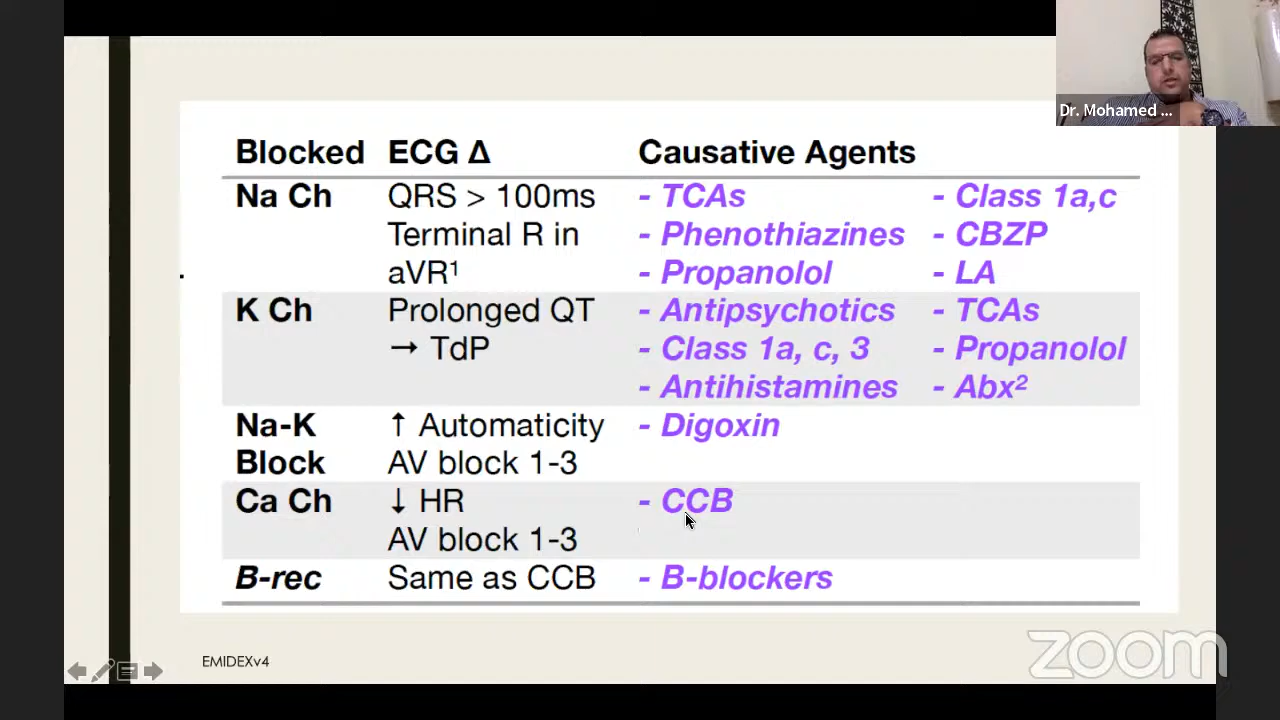 Dr. Mohamed ...
Blocked ECG Δ Causative Agents
Na Ch QRS > 100ms - TCAs - Class 1a,c
Terminal R in - Phenothiazines - CBZP
aVR¹ - Propanolol - LA
K Ch Prolonged QT - Antipsychotics - TCAs
→ TdP - Class 1a, c, 3 - Propanolol
- Antihistamines - Abx²
Na-K ↑ Automaticity - Digoxin
Block AV block 1-3
Ca Ch ↓ HR - CCB
AV block 1-3
B-rec Same as CCB - B-blockers
EMIDEXv4
zoom